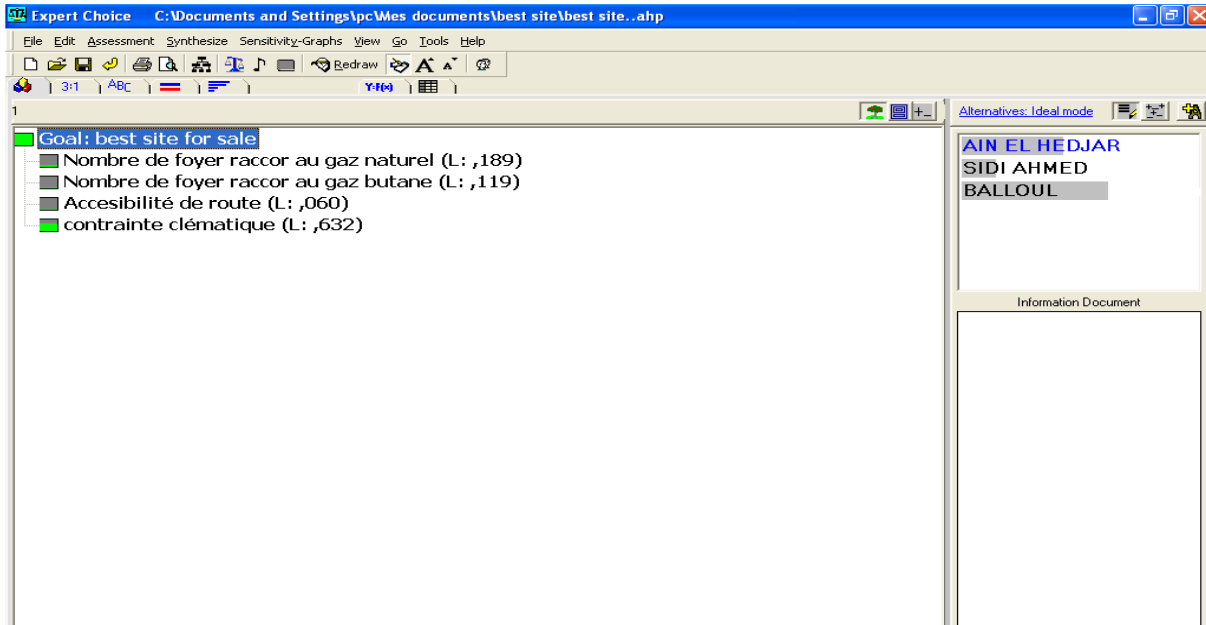 Expert Choice C:\Documents and Settings\pc\Mes documents\best site\best site..ahp
File Edit Assessment Synthesize Sensitivity-Graphs View Go Tools Help
Redraw A A
3:1 ABC Y=F(x)
1
Alternatives: Ideal mode
Goal: best site for sale
Nombre de foyer raccor au gaz naturel (L: ,189)
Nombre de foyer raccor au gaz butane (L: ,119)
Accesibilité de route (L: ,060)
contrainte clématique (L: ,632)
AIN EL HEDJAR
SIDI AHMED
BALLOUL
Information Document